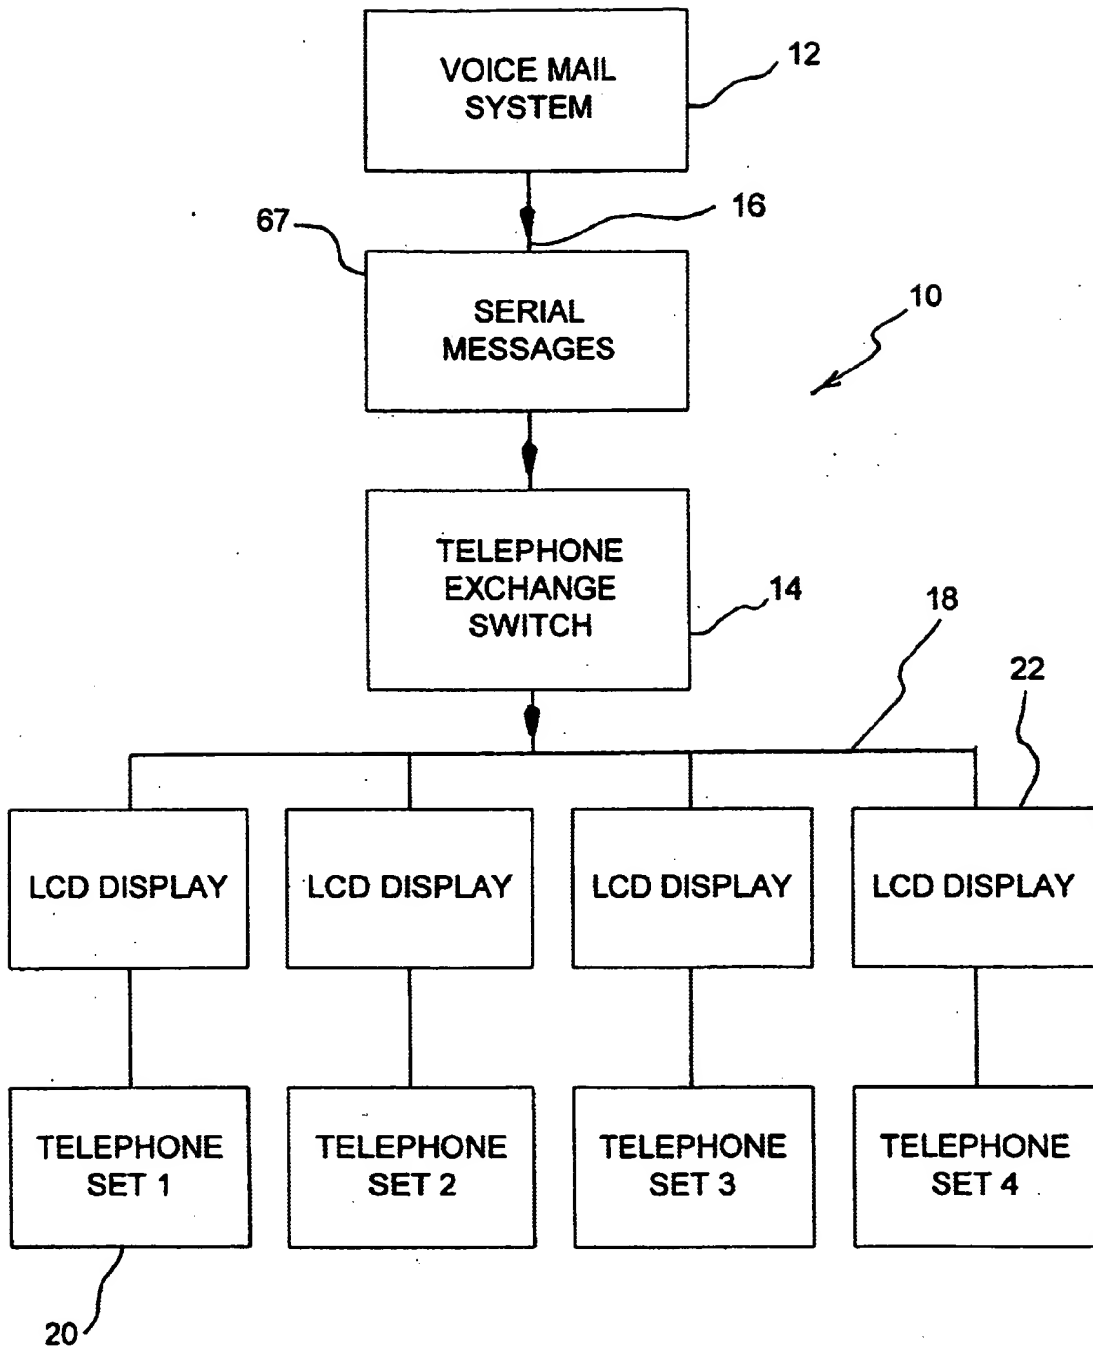 VOICE MAIL
SYSTEM
12
16
67
SERIAL
MESSAGES
10
TELEPHONE
EXCHANGE
SWITCH
14
18
22
LCD DISPLAY
LCD DISPLAY
LCD DISPLAY
LCD DISPLAY
TELEPHONE
SET 1
TELEPHONE
SET 2
TELEPHONE
SET 3
TELEPHONE
SET 4
20